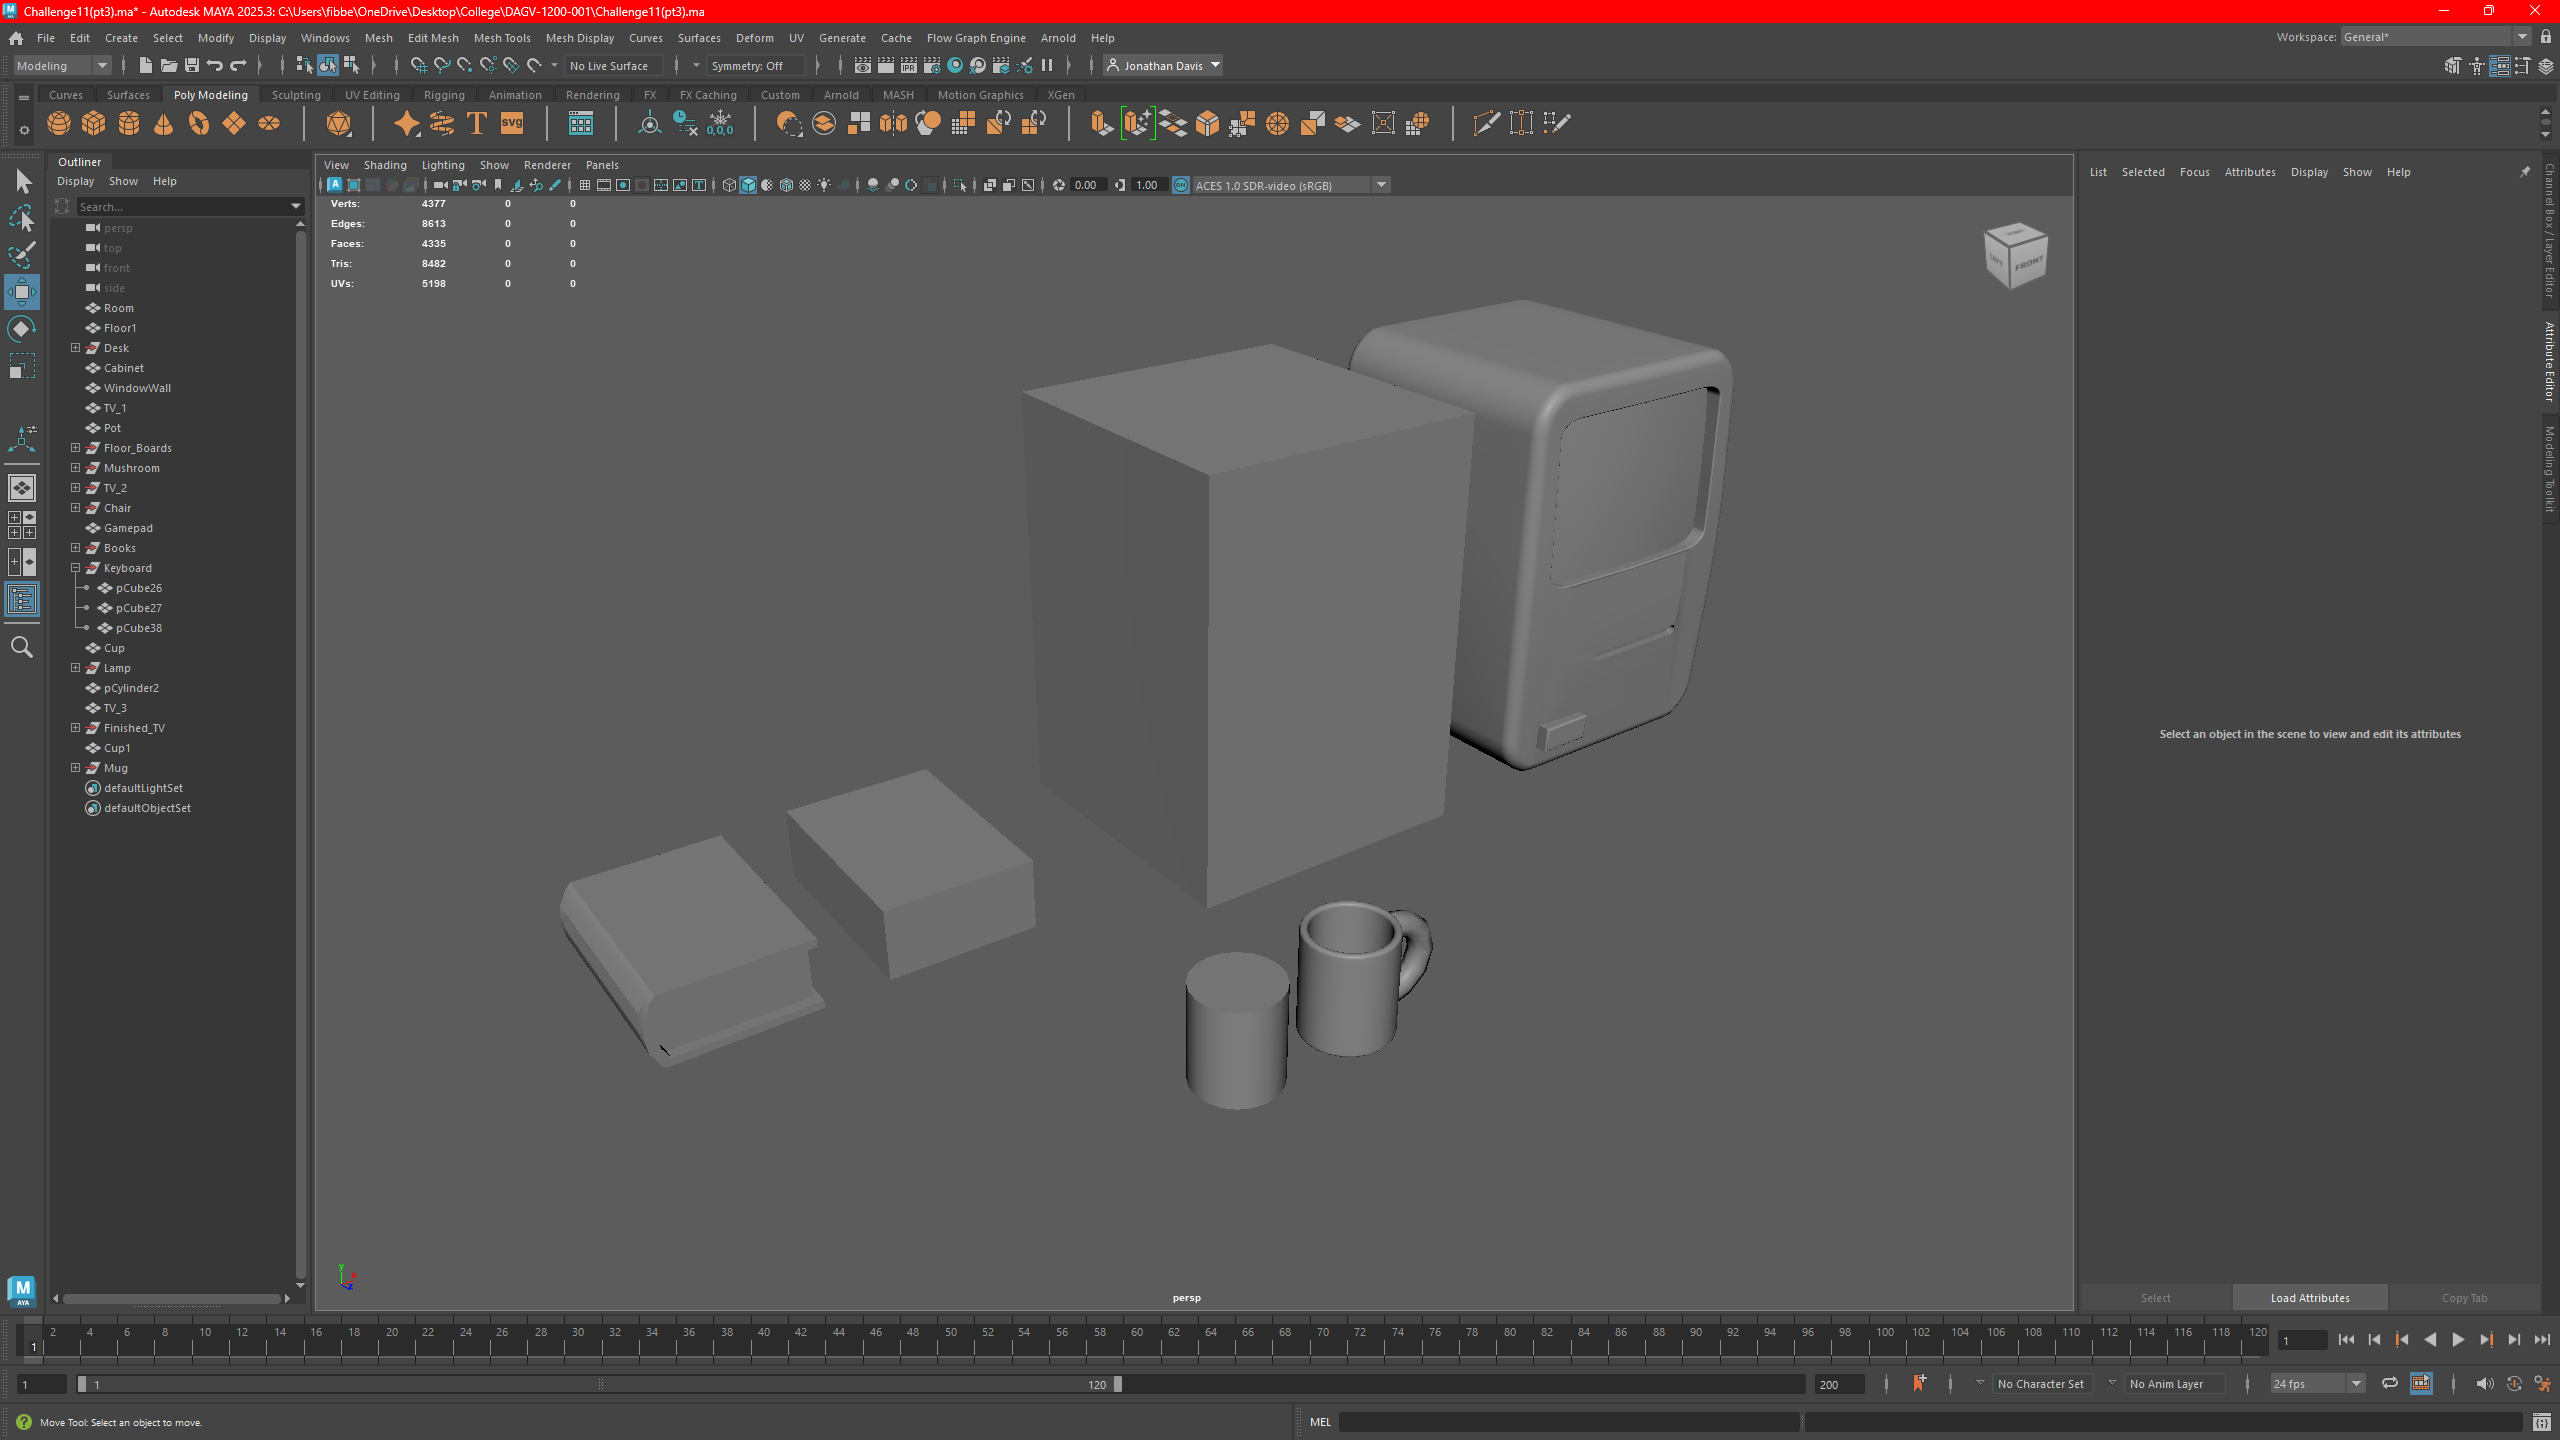 Challenge11(pt3).ma* - Autodesk MAYA 2025.3: C:\Users\fibbe\OneDrive\Desktop\College\DAGV-1200-001\Challenge11(pt3).ma
File Edit Create Select Modify Display Windows Mesh Edit Mesh Mesh Tools Mesh Display Curves Surfaces Deform UV Generate Cache Flow Graph Engine Arnold Help
Workspace: General*
Modeling No Live Surface Symmetry: Off IPR Jonathan Davis
Curves Surfaces Poly Modeling Sculpting UV Editing Rigging Animation Rendering FX FX Caching Custom Arnold MASH Motion Graphics XGen
T SVG 0,0,0
Outliner
Display Show Help
Search...
persp
top
front
side
Room
Floor1
Desk
Cabinet
WindowWall
TV_1
Pot
Floor_Boards
Mushroom
TV_2
Chair
Gamepad
Books
Keyboard
pCube26
pCube27
pCube38
Cup
Lamp
pCylinder2
TV_3
Finished_TV
Cup1
Mug
defaultLightSet
defaultObjectSet
View Shading Lighting Show Renderer Panels
0.00 1.00 ACES 1.0 SDR-video (sRGB)
Verts: 4377 0 0
Edges: 8613 0 0
Faces: 4335 0 0
Tris: 8482 0 0
UVs: 5198 0 0
LEFT FRONT
y
x
z
persp
List Selected Focus Attributes Display Show Help
Select an object in the scene to view and edit its attributes
Select Load Attributes Copy Tab
Channel Box / Layer Editor
Attribute Editor
Modeling Toolkit
M
AYA
2 4 6 8 10 12 14 16 18 20 22 24 26 28 30 32 34 36 38 40 42 44 46 48 50 52 54 56 58 60 62 64 66 68 70 72 74 76 78 80 82 84 86 88 90 92 94 96 98 100 102 104 106 108 110 112 114 116 118 120
1
1
1 1 120 200 No Character Set No Anim Layer 24 fps
Move Tool: Select an object to move.
MEL